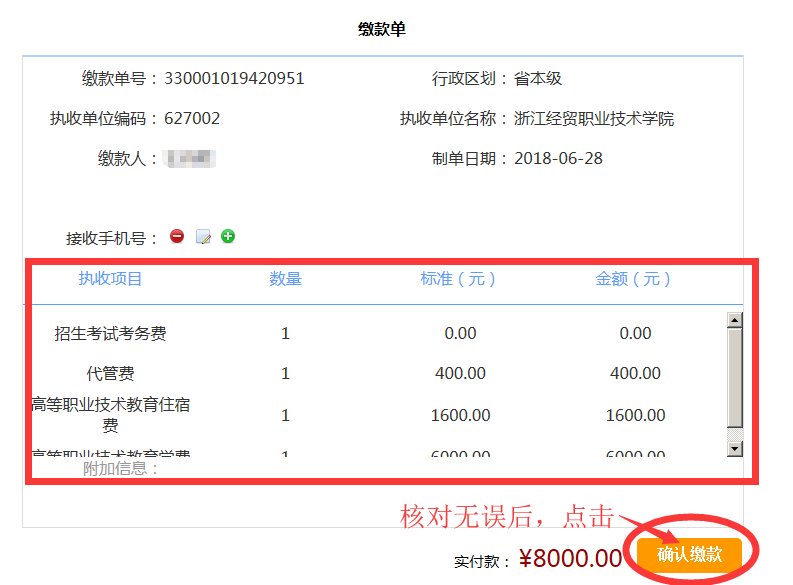 缴款单
缴款单号：330001019420951 行政区划：省本级
执收单位编码：627002 执收单位名称：浙江经贸职业技术学院
缴款人： 制单日期：2018-06-28
接收手机号：
执收项目 数量 标准（元） 金额（元）
招生考试考务费 1 0.00 0.00
代管费 1 400.00 400.00
高等职业技术教育住宿
费 1 1600.00 1600.00
高等职业技术教育学费 1 6000.00 6000.00
附加信息：
核对无误后，点击
实付款：¥8000.00 确认缴款